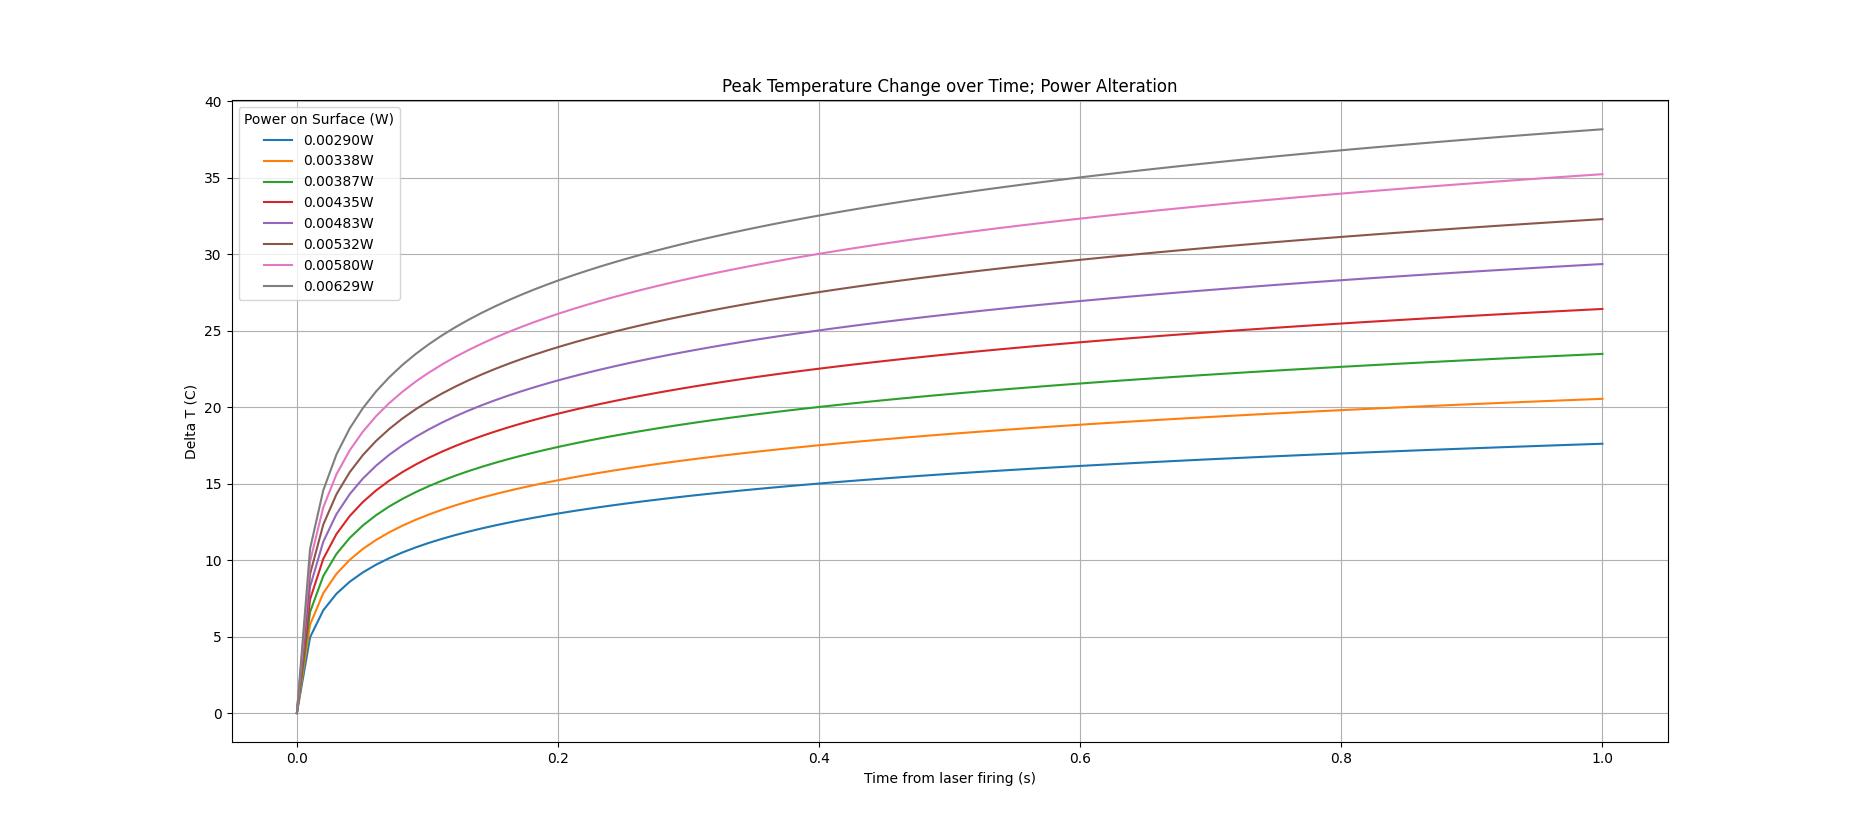 Peak Temperature Change over Time; Power Alteration
Power on Surface (W)
0.00290W
0.00338W
0.00387W
0.00435W
0.00483W
0.00532W
0.00580W
0.00629W
Delta T (C)
40
35
30
25
20
15
10
5
0
0.0 0.2 0.4 0.6 0.8 1.0
Time from laser firing (s)